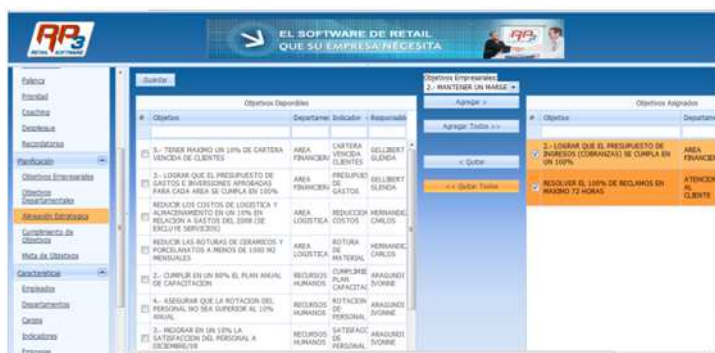 RP3
RETAIL SOFTWARE
EL SOFTWARE DE RETAIL
QUE SU EMPRESA NECESITA
Palanca
Prioridad
Coaching
Despliegue
Recordatorios
Planificación
Objetivos Empresariales
Objetivos
Departamentales
Alineación Estratégica
Cumplimiento de
Objetivos
Meta de Objetivos
Características
Empleados
Departamentos
Cargos
Indicadores
Empresas
Guardar
Objetivos Disponibles
# Objetivo Departamen Indicador Responsable
5.- TENER MAXIMO UN 10% DE CARTERA
VENCIDA DE CLIENTES
AREA
FINANCIERA
CARTERA
VENCIDA
CLIENTES
GELLIBERT
GLENDA
2.- LOGRAR QUE EL PRESUPUESTO DE
GASTOS E INVERSIONES APROBADAS
PARA CADA AREA SE CUMPLA EN 100%
AREA
FINANCIERA
PRESUPUES
DE
GASTOS
GELLIBERT
GLENDA
REDUCIR LOS COSTOS DE LOGISTICA Y
ALMACENAMIENTO EN UN 10% EN
RELACION A GASTOS DEL 2008 (SE
EXCLUYE SERVICIOS)
AREA
LOGISTICA
REDUCCION
COSTOS
HERNANDEZ
CARLOS
REDUCIR LAS ROTURAS DE CERAMICOS Y
PORCELANATOS A MENOS DE 1000 M2
MENSUALES
AREA
LOGISTICA
ROTURA
DE
MATERIAL
HERNANDEZ
CARLOS
2.- CUMPLIR EN UN 80% EL PLAN ANUAL
DE CAPACITACION
RECURSOS
HUMANOS
CUMPLIMIE
PLAN
CAPACITAC
ARAGUNDI
IVONNE
4.- ASEGURAR QUE LA ROTACION DEL
PERSONAL NO SEA SUPERIOR AL 10%
ANUAL
RECURSOS
HUMANOS
ROTACION
DE
PERSONAL
ARAGUNDI
IVONNE
3.- MEJORAR EN UN 10% LA
SATISFACCION DEL PERSONAL A
DICIEMBRE/09
RECURSOS
HUMANOS
SATISFACC
DE
PERSONAL
ARAGUNDI
IVONNE
Objetivos Empresariales:
2.- MANTENER UN MARGE
Agregar >
Agregar Todos >>
< Quitar
<< Quitar Todos
Objetivos Asignados
# Objetivo Departame
2.- LOGRAR QUE EL PRESUPUESTO DE
INGRESOS (COBRANZAS) SE CUMPLA EN
UN 100%
AREA
FINANCIER
RESOLVER EL 100% DE RECLAMOS EN
MAXIMO 72 HORAS
ATENCION
AL
CLIENTE